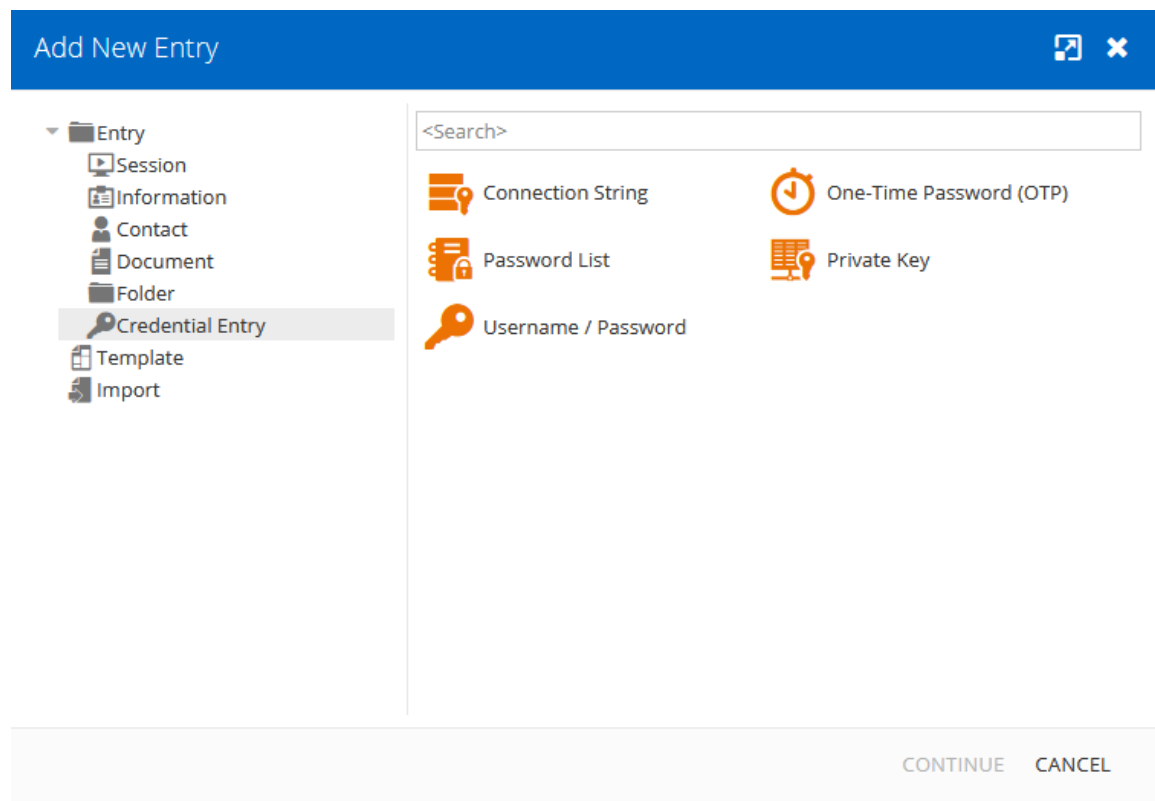 Add New Entry
Entry
Session
Information
Contact
Document
Folder
Credential Entry
Template
Import
<Search>
Connection String
One-Time Password (OTP)
Password List
Private Key
Username / Password
CONTINUE
CANCEL